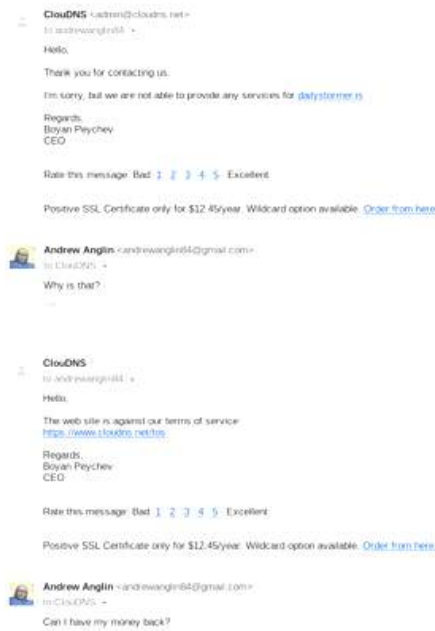 ClouDNS <admin@cloudns.net>
to andrewanglin84
Hello,
Thank you for contacting us.
I'm sorry, but we are not able to provide any services for dailystormer.is
Regards,
Boyan Peychev
CEO
Rate this message: Bad 1 2 3 4 5 Excellent
Positive SSL Certificate only for $12.45/year. Wildcard option available. Order from here
Andrew Anglin <andrewanglin84@gmail.com>
to ClouDNS
Why is that?
...
ClouDNS
to andrewanglin84
Hello,
The web site is against our terms of service:
https://www.cloudns.net/tos
Regards,
Boyan Peychev
CEO
Rate this message: Bad 1 2 3 4 5 Excellent
Positive SSL Certificate only for $12.45/year. Wildcard option available. Order from here
Andrew Anglin <andrewanglin84@gmail.com>
to ClouDNS
Can I have my money back?